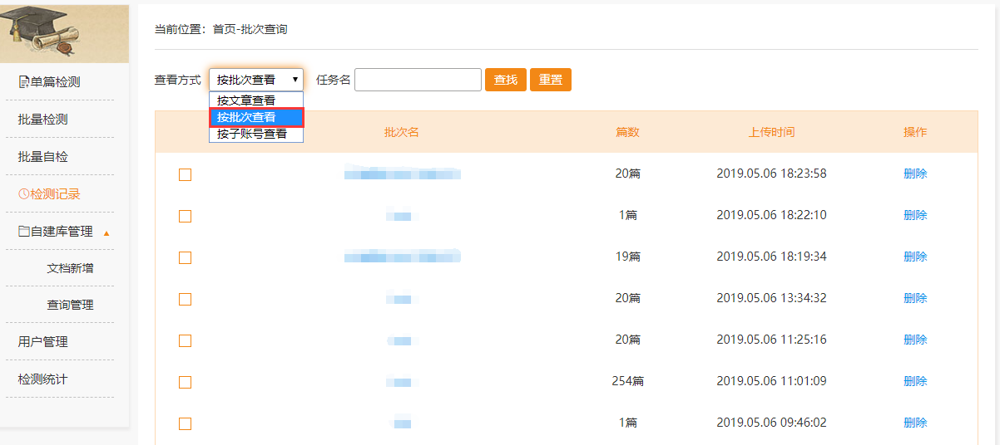 当前位置：首页-批次查询
单篇检测
批量检测
批量自检
检测记录
自建库管理 ▲
文档新增
查询管理
用户管理
检测统计
查看方式 按批次查看 ▼ 任务名 查找 重置
按文章查看
按批次查看
按子账号查看
批次名 篇数 上传时间 操作
20篇 2019.05.06 18:23:58 删除
1篇 2019.05.06 18:22:10 删除
19篇 2019.05.06 18:19:34 删除
20篇 2019.05.06 13:34:32 删除
20篇 2019.05.06 11:25:16 删除
254篇 2019.05.06 11:01:09 删除
1篇 2019.05.06 09:46:02 删除